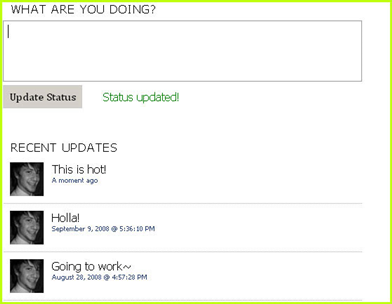 WHAT ARE YOU DOING?
Update Status Status updated!
RECENT UPDATES
This is hot!
A moment ago
Holla!
September 9, 2008 @ 5:36:10 PM
Going to work~
August 28, 2008 @ 4:57:28 PM